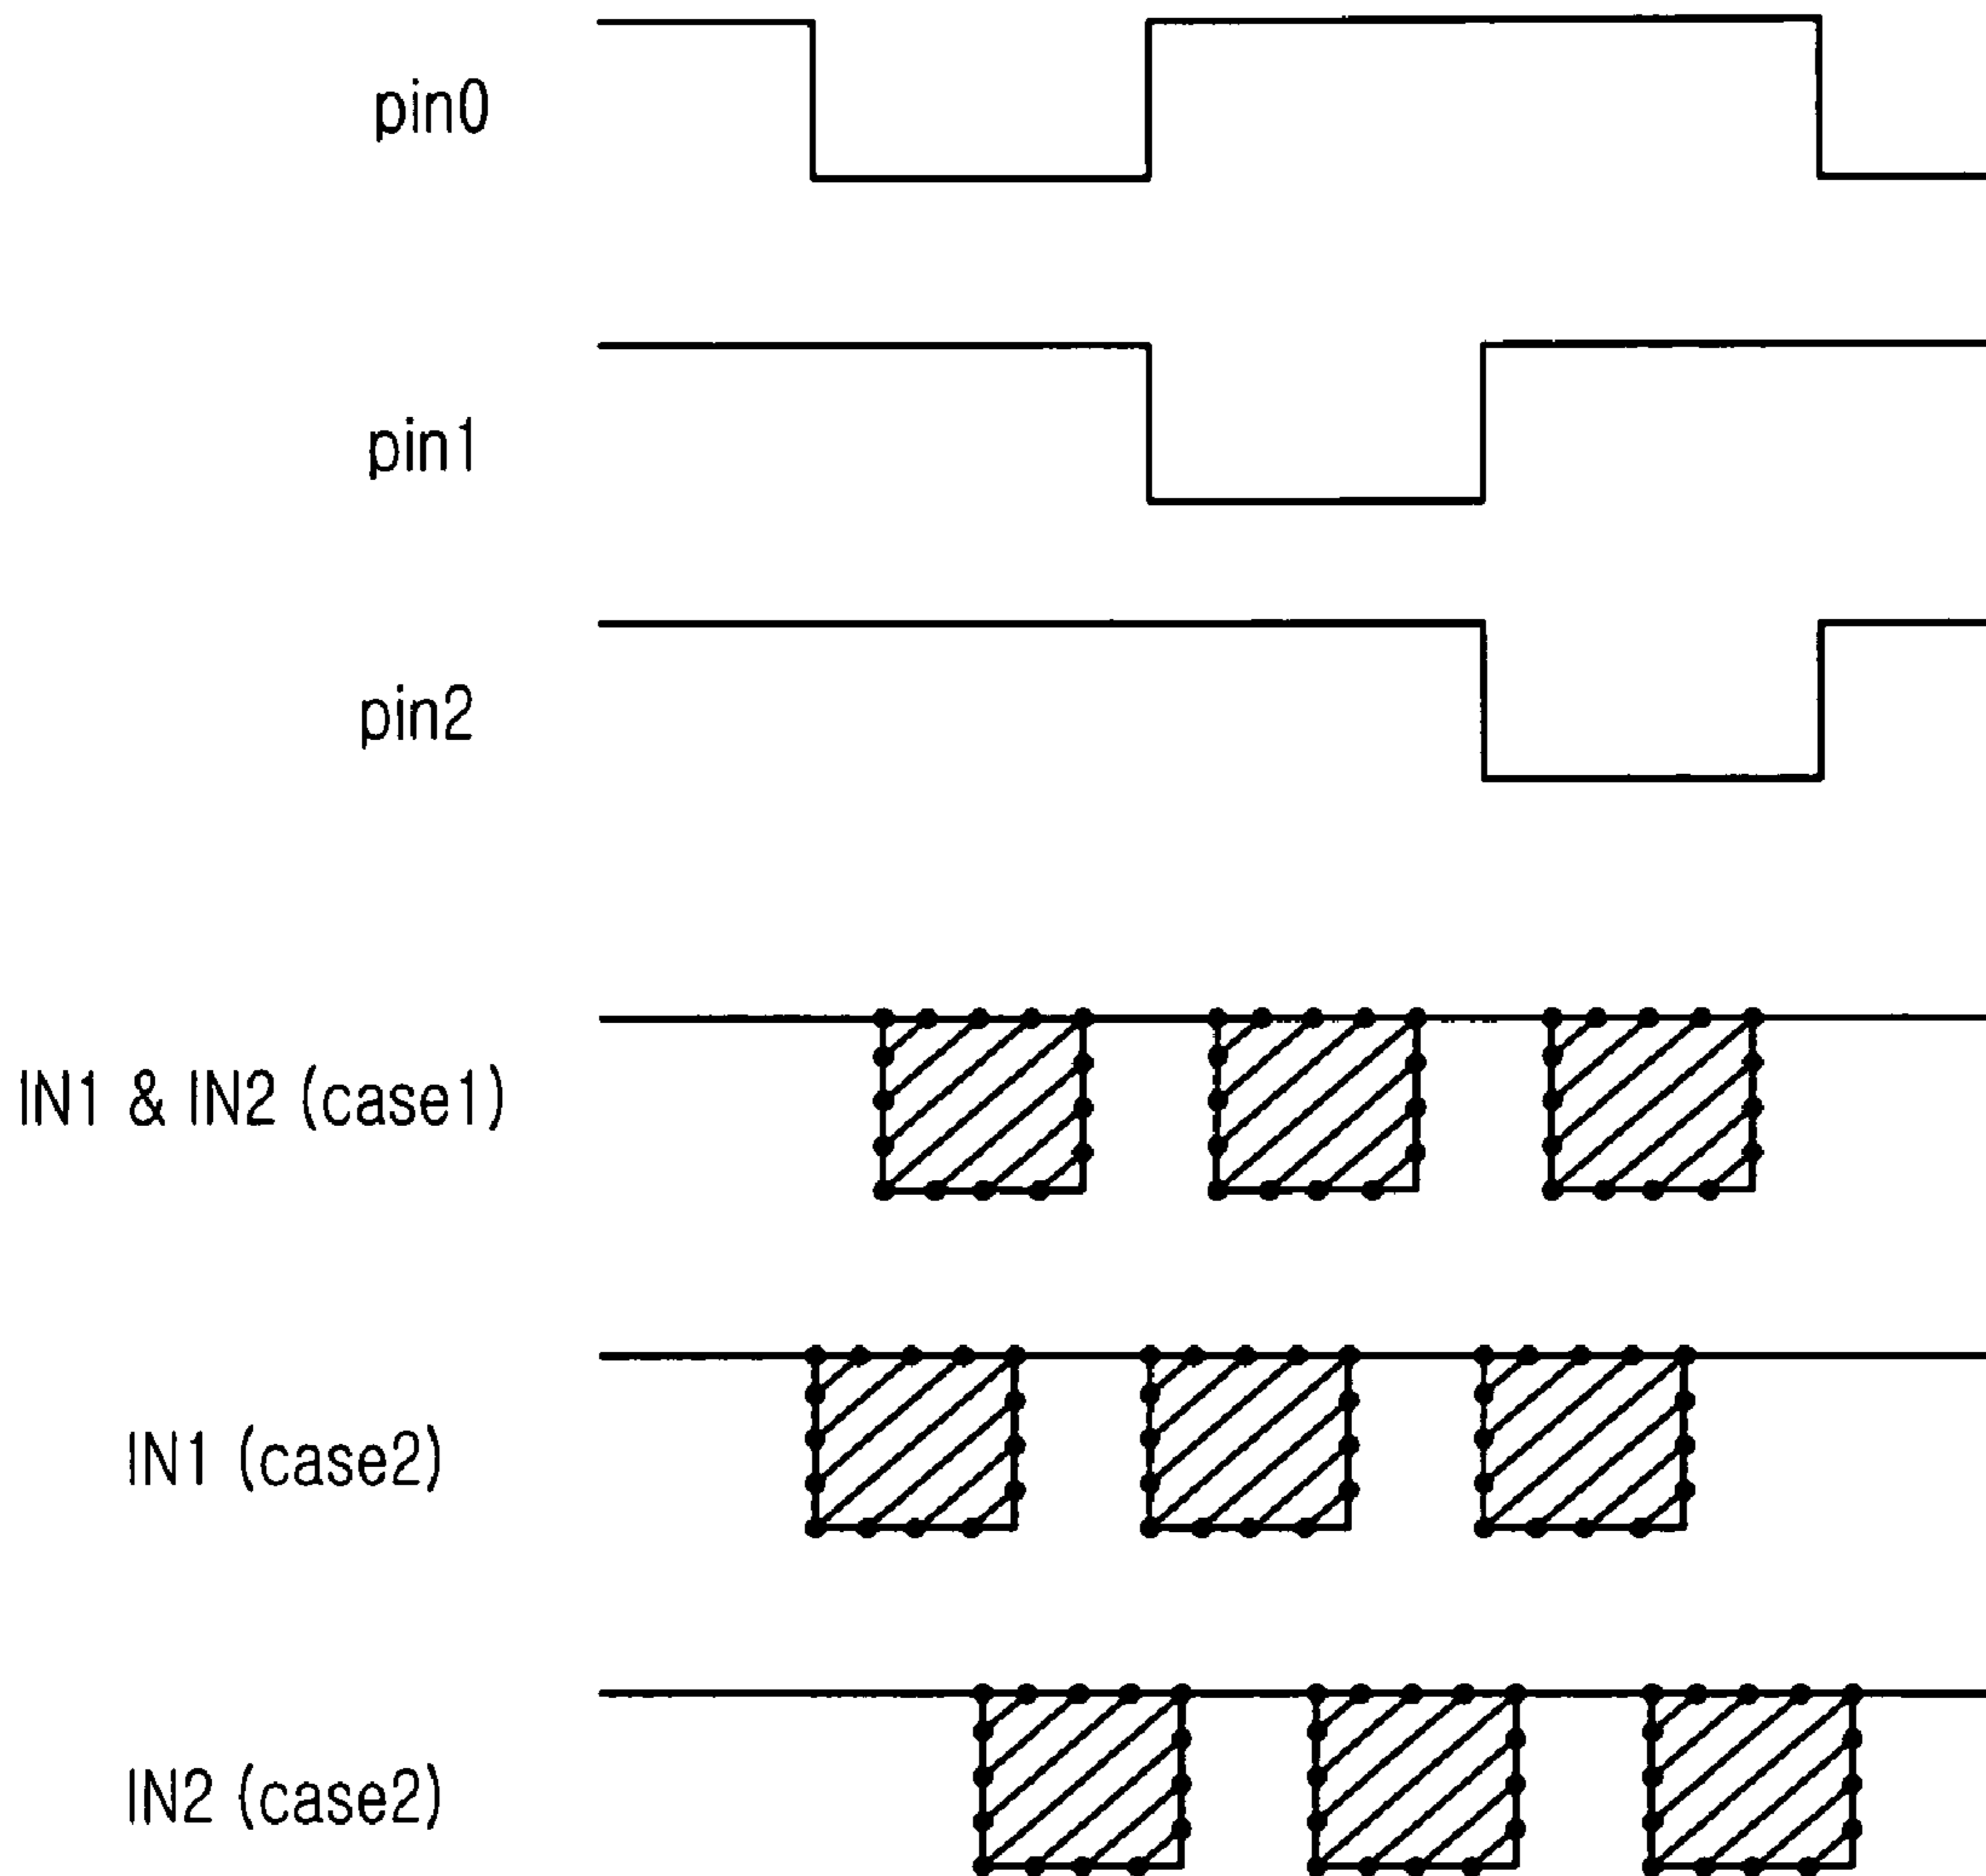 pin0
pin1
pin2
IN1 & IN2 (case1)
IN1 (case2)
IN2 (case2)